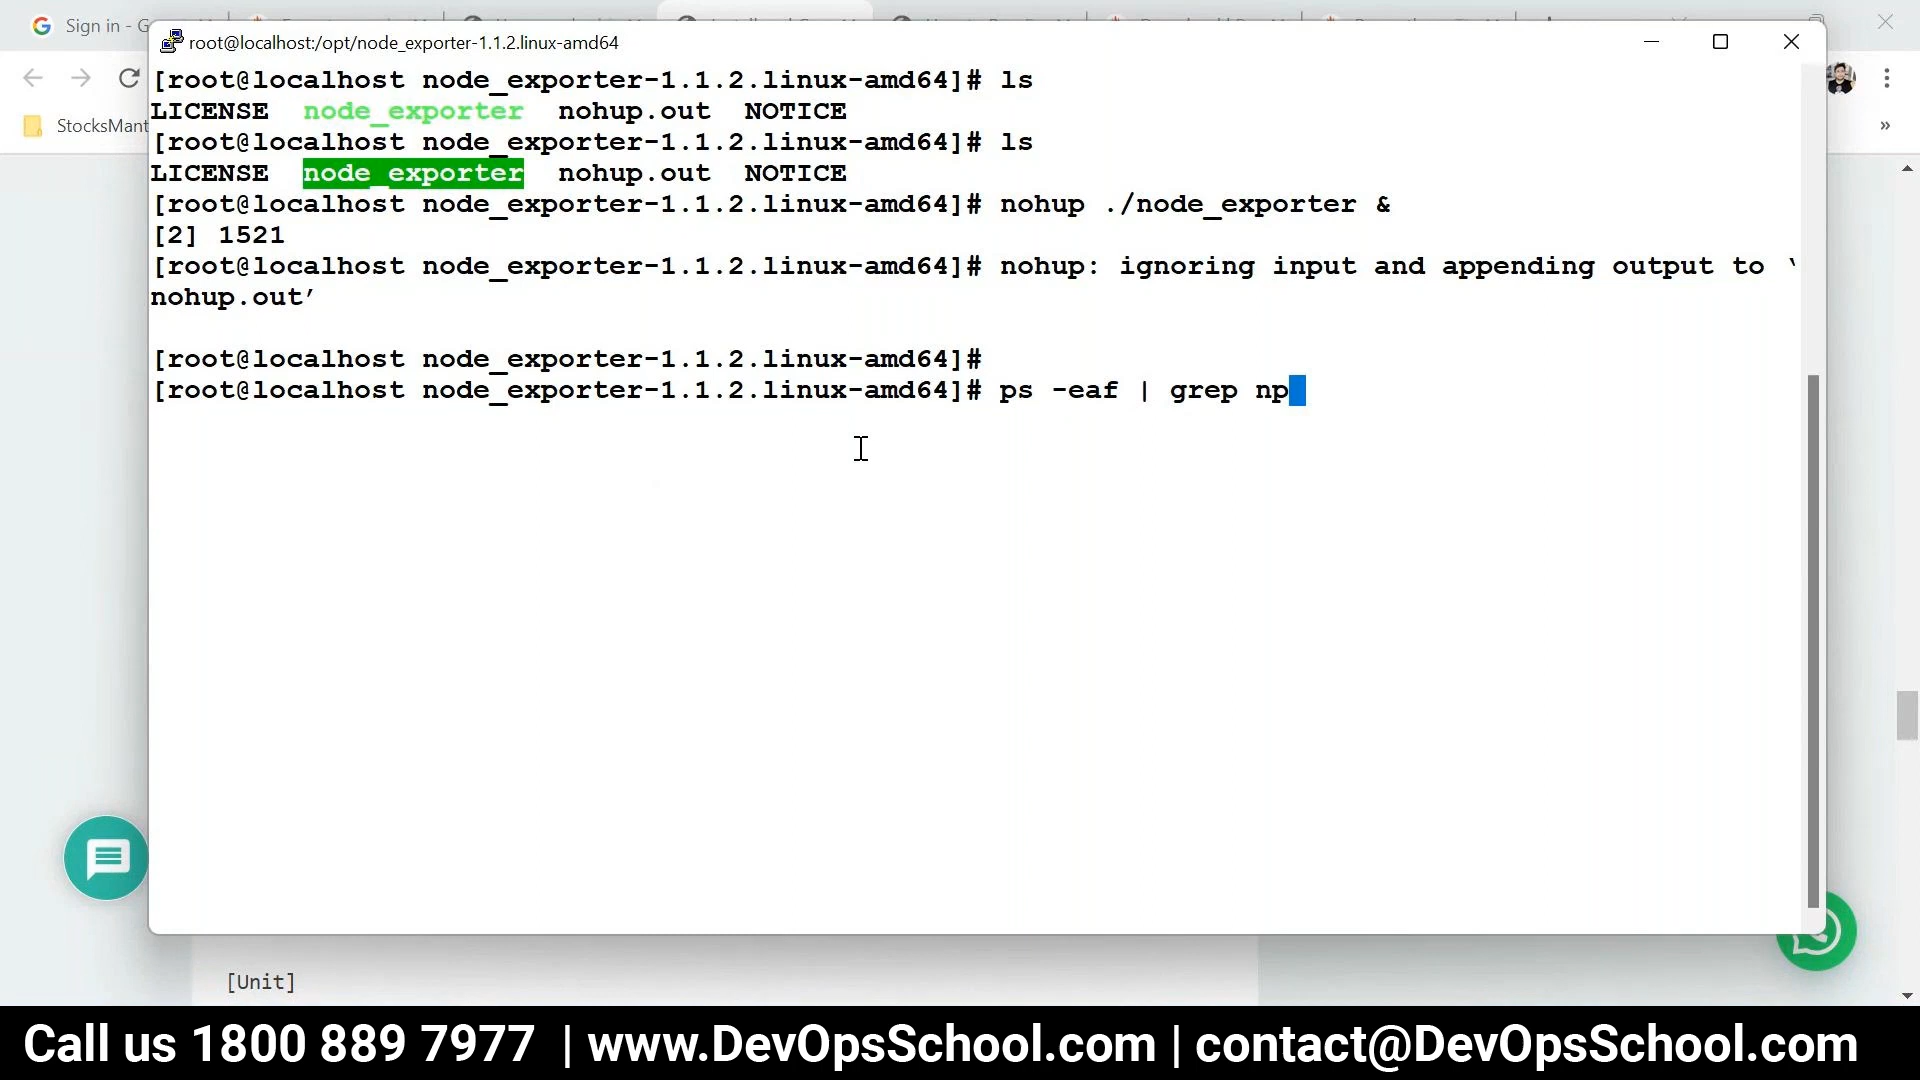 Sign in - G
root@localhost:/opt/node_exporter-1.1.2.linux-amd64
StocksMant
»
[root@localhost node_exporter-1.1.2.linux-amd64]# ls
LICENSE  node_exporter  nohup.out  NOTICE
[root@localhost node_exporter-1.1.2.linux-amd64]# ls
LICENSE  node_exporter  nohup.out  NOTICE
[root@localhost node_exporter-1.1.2.linux-amd64]# nohup ./node_exporter &
[2] 1521
[root@localhost node_exporter-1.1.2.linux-amd64]# nohup: ignoring input and appending output to ‘
nohup.out’
[root@localhost node_exporter-1.1.2.linux-amd64]#
[root@localhost node_exporter-1.1.2.linux-amd64]# ps -eaf | grep np
[Unit]
Call us 1800 889 7977 | www.DevOpsSchool.com | contact@DevOpsSchool.com